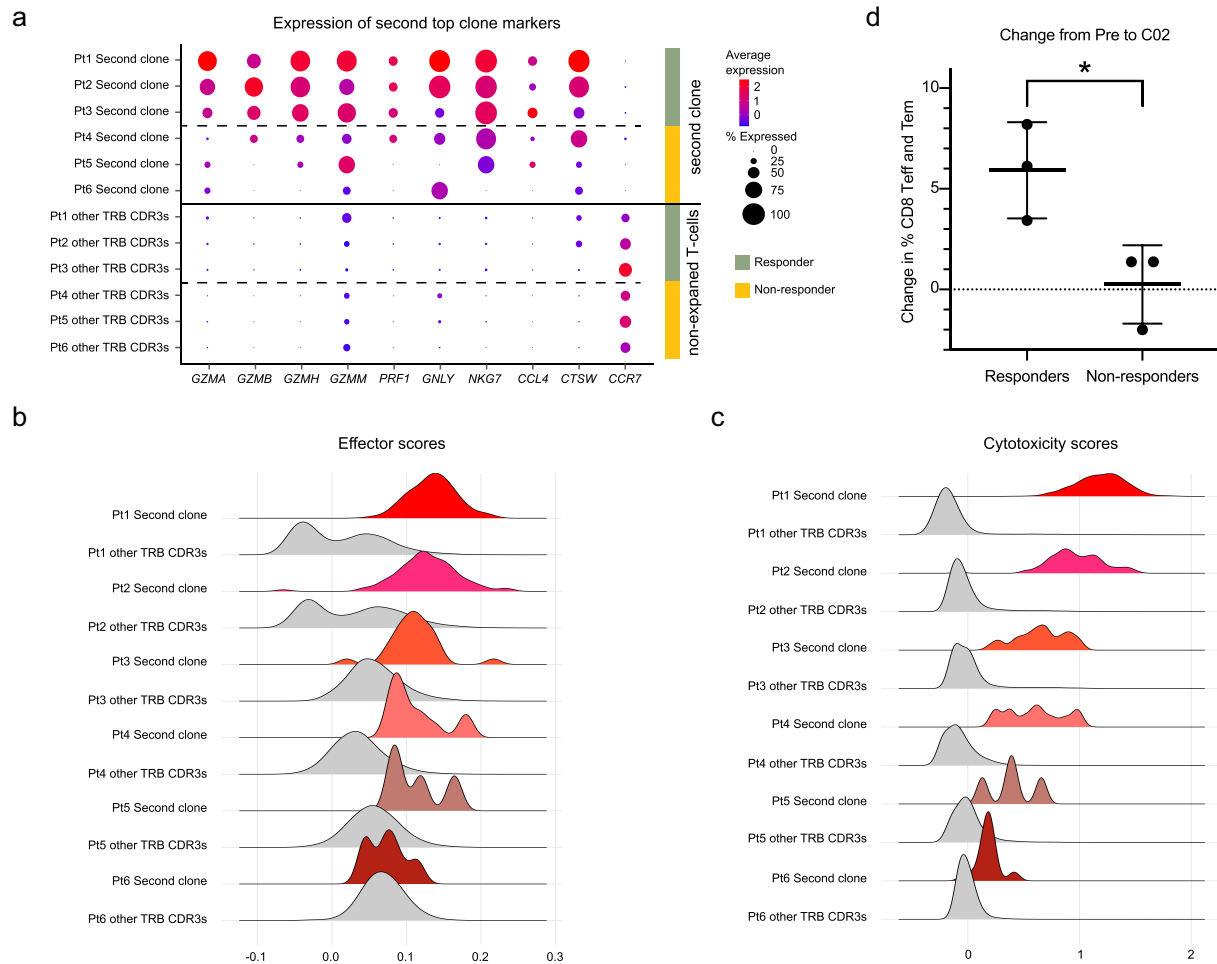 a
Expression of second top clone markers
Pt1 Second clone
Pt2 Second clone
Pt3 Second clone
Pt4 Second clone
Pt5 Second clone
Pt6 Second clone
Pt1 other TRB CDR3s
Pt2 other TRB CDR3s
Pt3 other TRB CDR3s
Pt4 other TRB CDR3s
Pt5 other TRB CDR3s
Pt6 other TRB CDR3s
GZMA GZMB GZMH GZMM PRF1 GNLY NKG7 CCL4 CTSW CCR7
second clone
non-expaned T-cells
Average
expression
2
1
0
% Expressed
0
25
50
75
100
Responder
Non-responder
d
Change from Pre to C02
*
Change in % CD8 Teff and Tem
10
5
0
Responders Non-responders
b
Effector scores
Pt1 Second clone
Pt1 other TRB CDR3s
Pt2 Second clone
Pt2 other TRB CDR3s
Pt3 Second clone
Pt3 other TRB CDR3s
Pt4 Second clone
Pt4 other TRB CDR3s
Pt5 Second clone
Pt5 other TRB CDR3s
Pt6 Second clone
Pt6 other TRB CDR3s
-0.1 0.0 0.1 0.2 0.3
c
Cytotoxicity scores
Pt1 Second clone
Pt1 other TRB CDR3s
Pt2 Second clone
Pt2 other TRB CDR3s
Pt3 Second clone
Pt3 other TRB CDR3s
Pt4 Second clone
Pt4 other TRB CDR3s
Pt5 Second clone
Pt5 other TRB CDR3s
Pt6 Second clone
Pt6 other TRB CDR3s
0 1 2